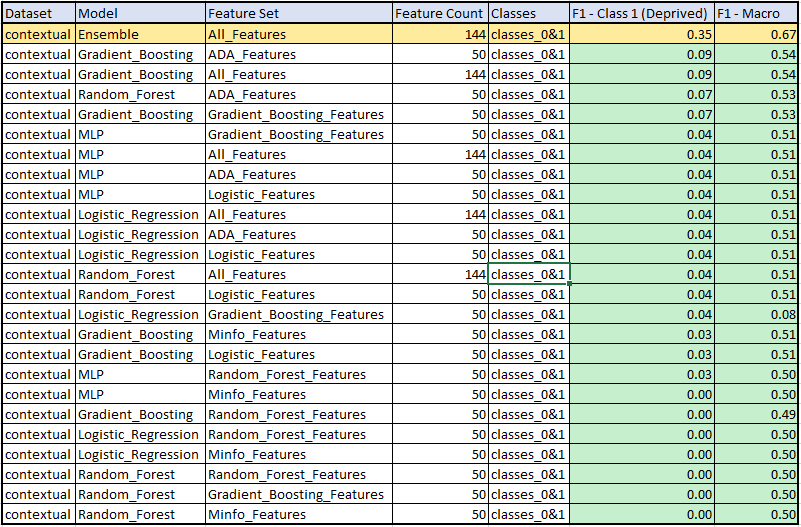 Dataset Model Feature Set Feature Count Classes F1 - Class 1 (Deprived) F1 - Macro
contextual Ensemble All_Features 144 classes_0&1 0.35 0.67
contextual Gradient_Boosting ADA_Features 50 classes_0&1 0.09 0.54
contextual Gradient_Boosting All_Features 144 classes_0&1 0.09 0.54
contextual Random_Forest ADA_Features 50 classes_0&1 0.07 0.53
contextual Gradient_Boosting Gradient_Boosting_Features 50 classes_0&1 0.07 0.53
contextual MLP Gradient_Boosting_Features 50 classes_0&1 0.04 0.51
contextual MLP All_Features 144 classes_0&1 0.04 0.51
contextual MLP ADA_Features 50 classes_0&1 0.04 0.51
contextual MLP Logistic_Features 50 classes_0&1 0.04 0.51
contextual Logistic_Regression All_Features 144 classes_0&1 0.04 0.51
contextual Logistic_Regression ADA_Features 50 classes_0&1 0.04 0.51
contextual Logistic_Regression Logistic_Features 50 classes_0&1 0.04 0.51
contextual Random_Forest All_Features 144 classes_0&1 0.04 0.51
contextual Random_Forest Logistic_Features 50 classes_0&1 0.04 0.51
contextual Logistic_Regression Gradient_Boosting_Features 50 classes_0&1 0.04 0.08
contextual Gradient_Boosting Minfo_Features 50 classes_0&1 0.03 0.51
contextual Gradient_Boosting Logistic_Features 50 classes_0&1 0.03 0.51
contextual MLP Random_Forest_Features 50 classes_0&1 0.03 0.50
contextual MLP Minfo_Features 50 classes_0&1 0.00 0.50
contextual Gradient_Boosting Random_Forest_Features 50 classes_0&1 0.00 0.49
contextual Logistic_Regression Random_Forest_Features 50 classes_0&1 0.00 0.50
contextual Logistic_Regression Minfo_Features 50 classes_0&1 0.00 0.50
contextual Random_Forest Random_Forest_Features 50 classes_0&1 0.00 0.50
contextual Random_Forest Gradient_Boosting_Features 50 classes_0&1 0.00 0.50
contextual Random_Forest Minfo_Features 50 classes_0&1 0.00 0.50